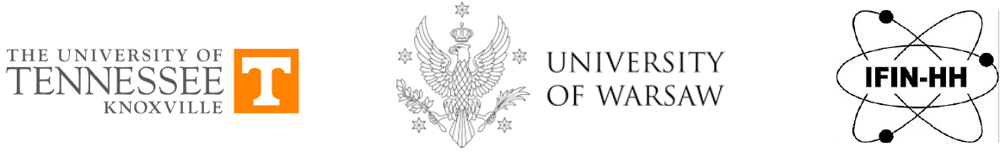 THE UNIVERSITY OF
TENNESSEE
KNOXVILLE
T
UNIVERSITY
OF WARSAW
IFIN-HH